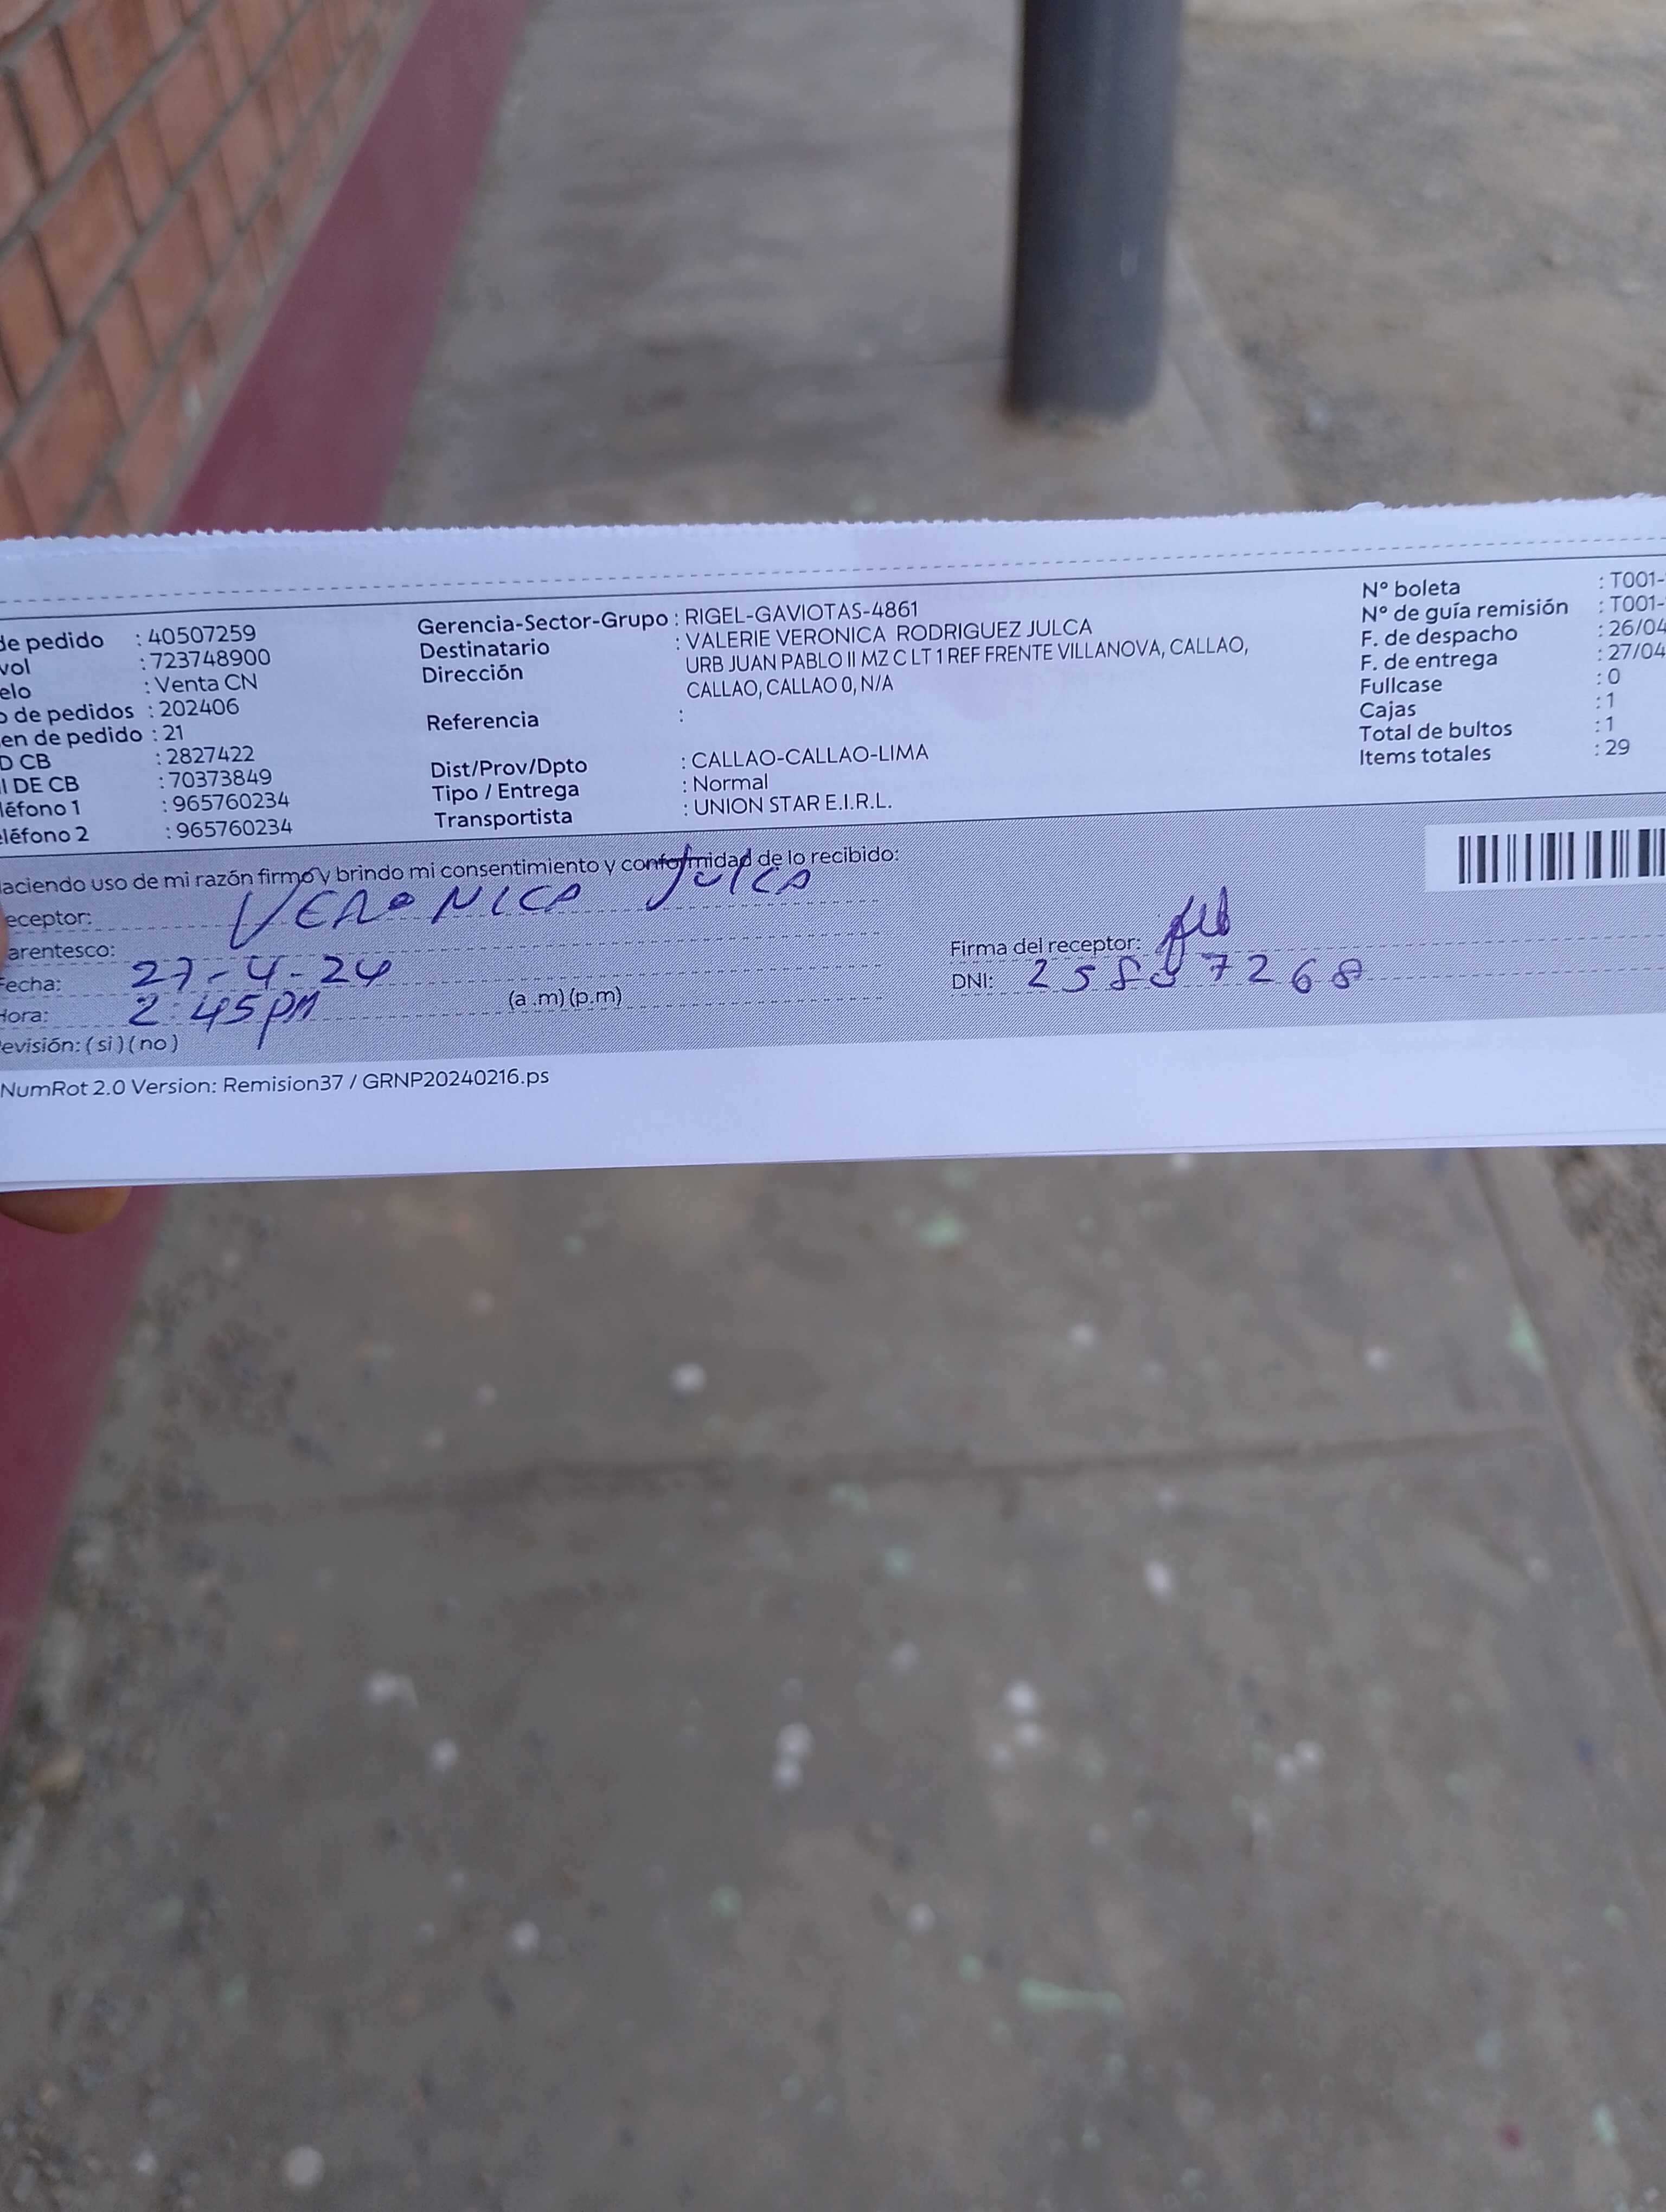 de pedido : 40507259
vol : 723748900
elo : Venta CN
o de pedidos : 202406
en de pedido : 21
D CB : 2827422
I DE CB : 70373849
léfono 1 : 965760234
eléfono 2 : 965760234
Gerencia-Sector-Grupo : RIGEL-GAVIOTAS-4861
Destinatario : VALERIE VERONICA RODRIGUEZ JULCA
Dirección URB JUAN PABLO II MZ C LT 1 REF FRENTE VILLANOVA, CALLAO,
CALLAO, CALLAO 0, N/A
Referencia :
Dist/Prov/Dpto : CALLAO-CALLAO-LIMA
Tipo / Entrega : Normal
Transportista : UNION STAR E.I.R.L.
N° boleta : T001-
N° de guía remisión : T001-
F. de despacho : 26/04
F. de entrega : 27/04
Fullcase : 0
Cajas : 1
Total de bultos : 1
Items totales : 29
aciendo uso de mi razón firmo y brindo mi consentimiento y conformidad de lo recibido:
eceptor: VERONICA JULCA
arentesco:
Fecha: 27-4-24
Hora: 2:45pm (a .m) (p.m)
evisión: ( si ) ( no )
Firma del receptor:
DNI:
NumRot 2.0 Version: Remision37 / GRNP20240216.ps